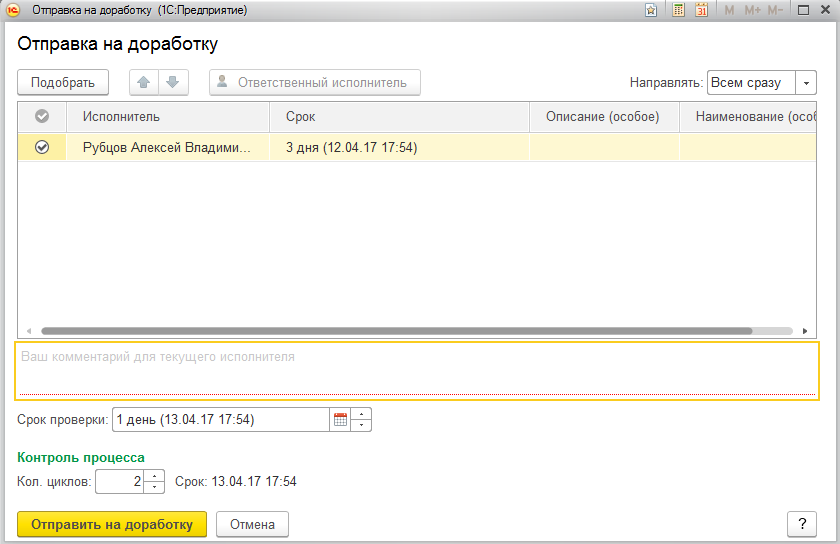 Отправка на доработку (1С:Предприятие)
31 M M+ M-
Отправка на доработку
Подобрать Ответственный исполнитель Направлять: Всем сразу
Исполнитель Срок Описание (особое) Наименование (особ
Рубцов Алексей Владими... 3 дня (12.04.17 17:54)
Ваш комментарий для текущего исполнителя
Срок проверки: 1 день (13.04.17 17:54)
Контроль процесса
Кол. циклов: 2 Срок: 13.04.17 17:54
Отправить на доработку Отмена ?